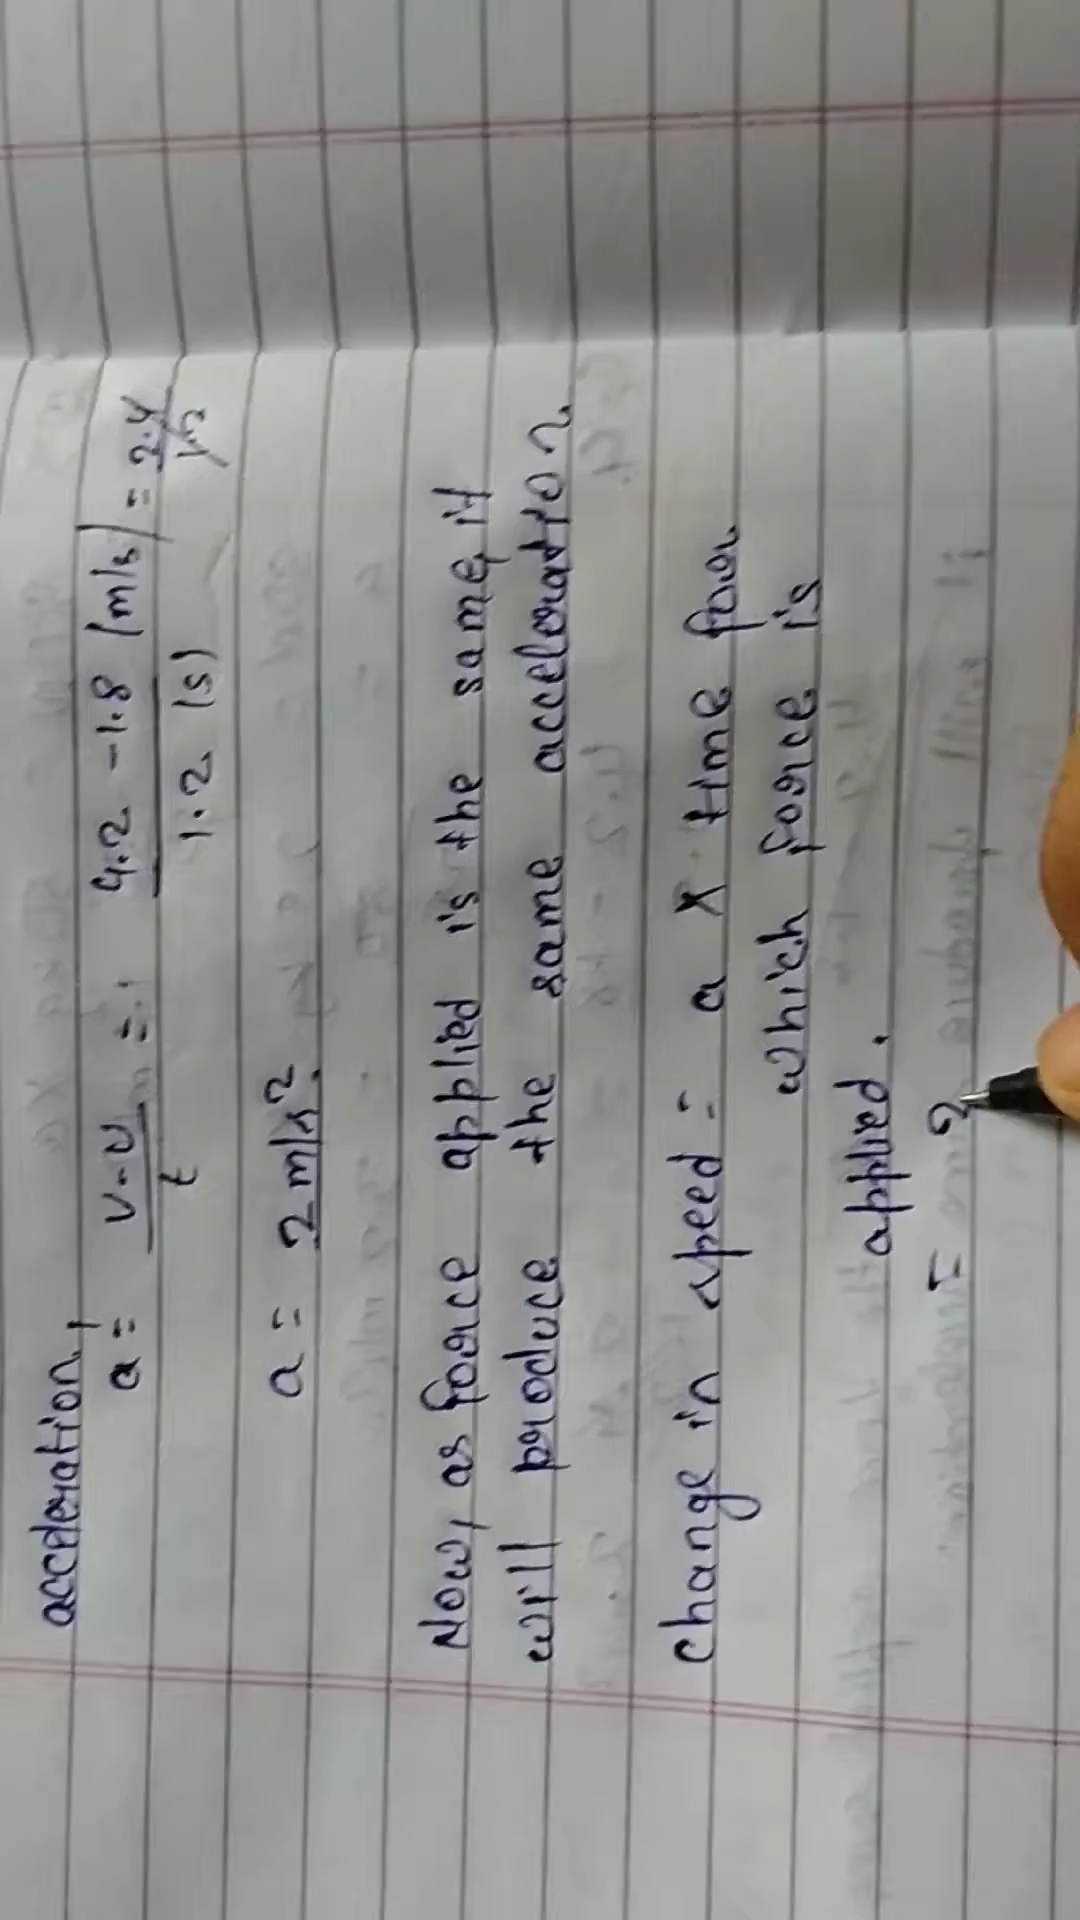 acceleration,
a = v-u/t = 4.2 - 1.8 (m/s)/1.2 (s) = 2.4/1.2
a = 2 m/s².
Now, as force applied is the same, it
will produce the same acceleration.
Change in speed = a x time for
which force is
applied.
= 2